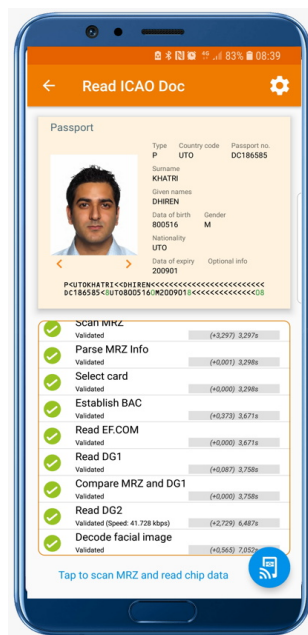 83% 08:39
Read ICAO Doc
Passport
Type Country code Passport no.
P UTO DC186585
Surname
KHATRI
Given names
DHIREN
Date of birth Gender
800516 M
Nationality
UTO
Date of expiry Optional info
200901
P<UTOKHATRI<<DHIREN<<<<<<<<<<<<<<<<<<<<<<<<<
DC186585<8UTO8005160M2009018<<<<<<<<<<<<<<08
Scan MRZ
Validated (+3,297) 3,297s
Parse MRZ Info
Validated (+0,001) 3,298s
Select card
Validated (+0,000) 3,298s
Establish BAC
Validated (+0,373) 3,671s
Read EF.COM
Validated (+0,000) 3,671s
Read DG1
Validated (+0,087) 3,758s
Compare MRZ and DG1
Validated (+0,000) 3,758s
Read DG2
Validated (Speed: 41.728 kbps) (+2,729) 6,487s
Decode facial image
Validated (+0,565) 7,052s
Tap to scan MRZ and read chip data